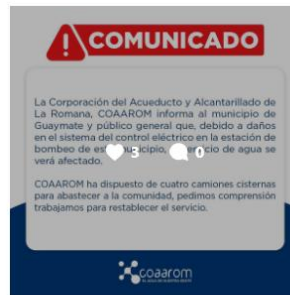 COMUNICADO
La Corporación del Acueducto y Alcantarillado de
La Romana, COAAROM informa al municipio de
Guaymate y público general que, debido a daños
en el sistema del control eléctrico en la estación de
bombeo de este municipio, servicio de agua se
verá afectado.
COAAROM ha dispuesto de cuatro camiones cisternas
para abastecer a la comunidad, pedimos comprensión
trabajamos para restablecer el servicio.
3 0
coaarom